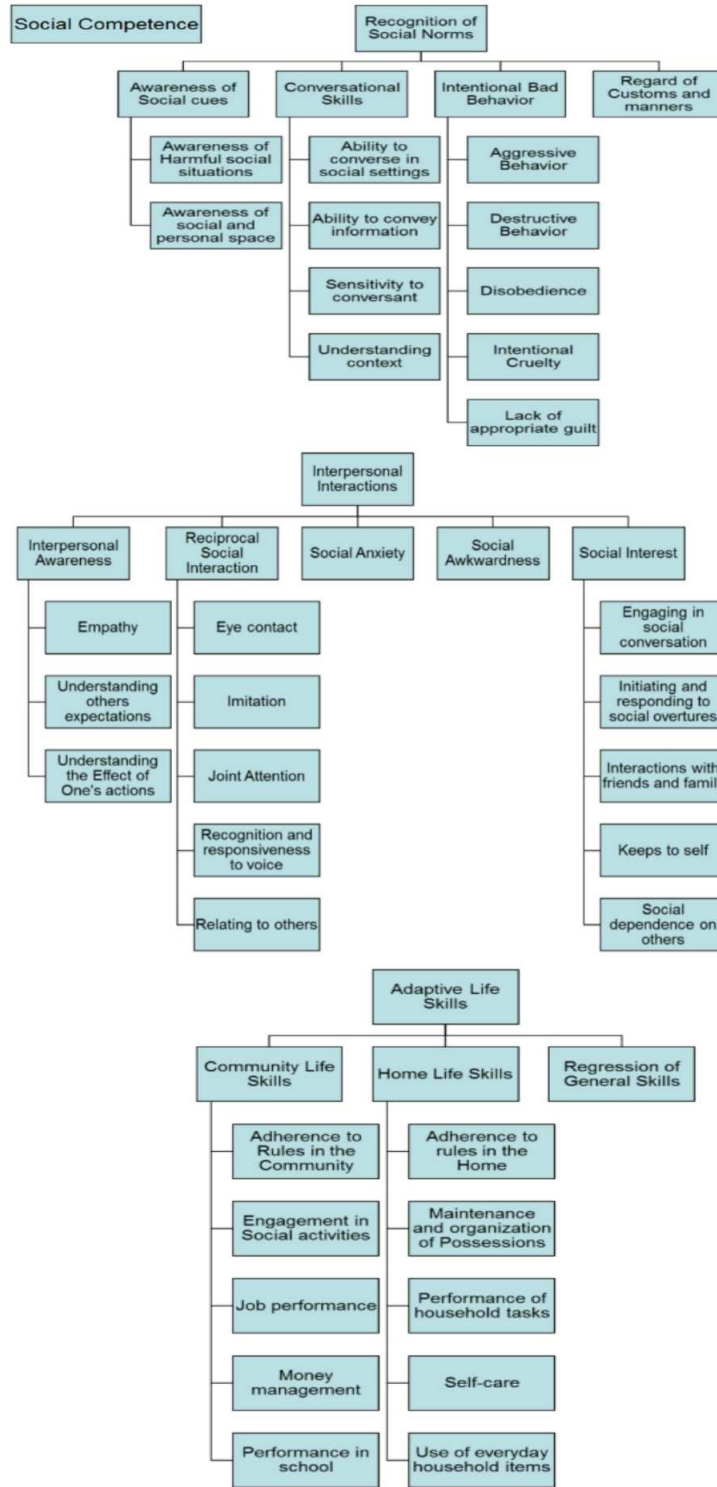 Social Competence
Recognition of
Social Norms
Awareness of
Social cues
Conversational
Skills
Intentional Bad
Behavior
Regard of
Customs and
manners
Awareness of
Harmful social
situations
Ability to
converse in
social settings
Aggressive
Behavior
Awareness of
social and
personal space
Ability to convey
information
Destructive
Behavior
Sensitivity to
conversant
Disobedience
Understanding
context
Intentional
Cruelty
Lack of
appropriate guilt
Interpersonal
Interactions
Interpersonal
Awareness
Reciprocal
Social
Interaction
Social Anxiety
Social
Awkwardness
Social Interest
Empathy
Eye contact
Engaging in
social
conversation
Understanding
others
expectations
Imitation
Initiating and
responding to
social overtures
Understanding
the Effect of
One's actions
Joint Attention
Interactions with
friends and famil
Recognition and
responsiveness
to voice
Keeps to self
Relating to others
Social
dependence on
others
Adaptive Life
Skills
Community Life
Skills
Home Life Skills
Regression of
General Skills
Adherence to
Rules in the
Community
Adherence to
rules in the
Home
Engagement in
Social activities
Maintenance
and organization
of Possessions
Job performance
Performance of
household tasks
Money
management
Self-care
Performance in
school
Use of everyday
household items